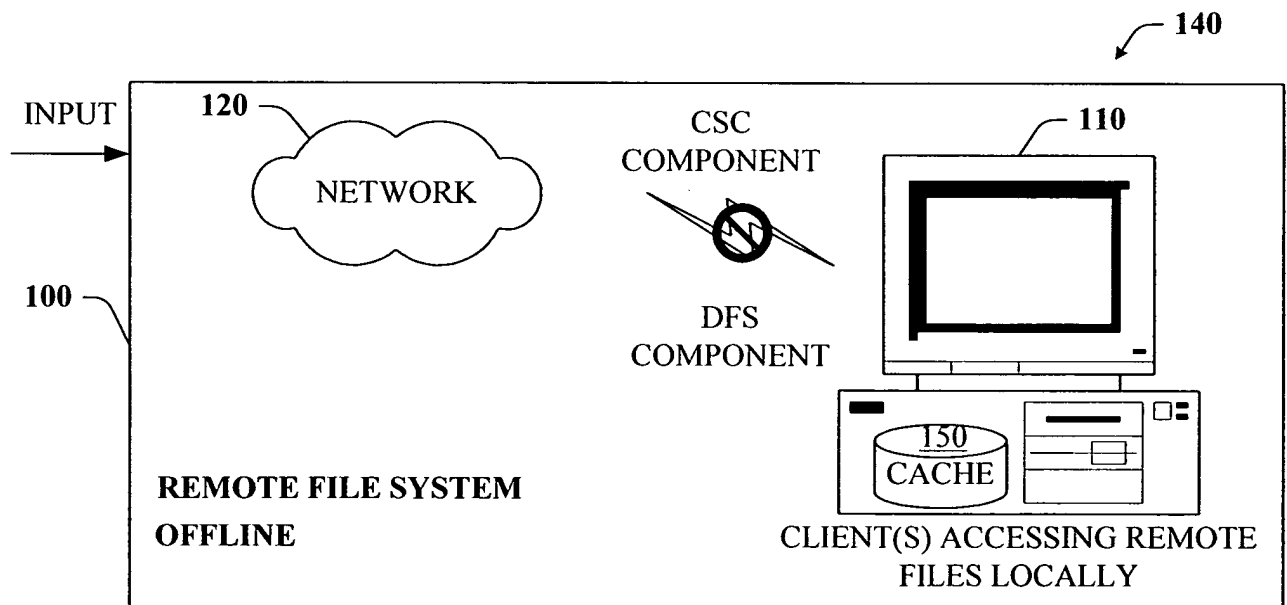 140
INPUT
120
CSC
COMPONENT
110
NETWORK
100
DFS
COMPONENT
150
CACHE
REMOTE FILE SYSTEM
OFFLINE
CLIENT(S) ACCESSING REMOTE
FILES LOCALLY